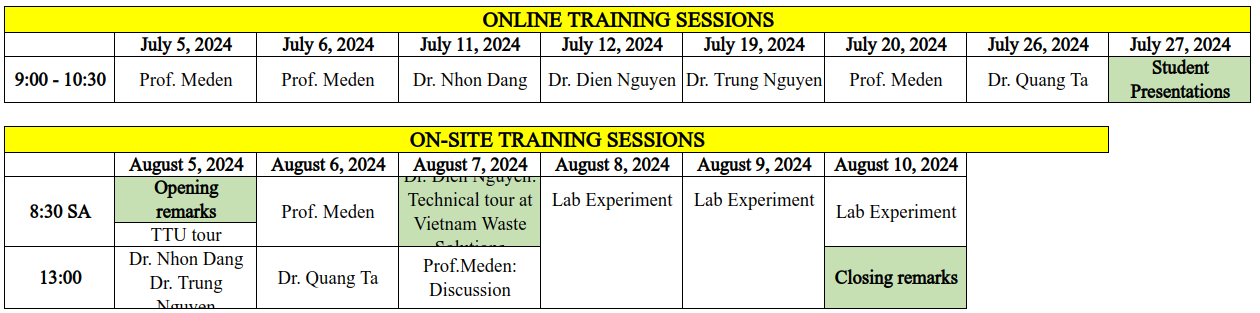 ONLINE TRAINING SESSIONS
July 5, 2024 July 6, 2024 July 11, 2024 July 12, 2024 July 19, 2024 July 20, 2024 July 26, 2024 July 27, 2024
9:00 - 10:30 Prof. Meden Prof. Meden Dr. Nhon Dang Dr. Dien Nguyen Dr. Trung Nguyen Prof. Meden Dr. Quang Ta Student
Presentations
ON-SITE TRAINING SESSIONS
August 5, 2024 August 6, 2024 August 7, 2024 August 8, 2024 August 9, 2024 August 10, 2024
8:30 SA
Opening
remarks
TTU tour
Prof. Meden
Dr. Dien Nguyen:
Technical tour at
Vietnam Waste
Solutions
Lab Experiment
Lab Experiment
Lab Experiment
13:00
Dr. Nhon Dang
Dr. Trung
Nguyen
Dr. Quang Ta
Prof.Meden:
Discussion
Closing remarks